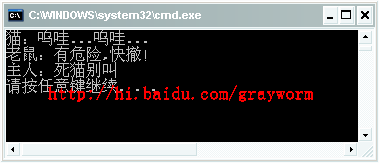 C:\WINDOWS\system32\cmd.exe
猫：呜哇...呜哇...
老鼠：有危险,快撤!
主人：死猫别叫
请按任意键继续. . .
http://hi.baidu.com/grayworm